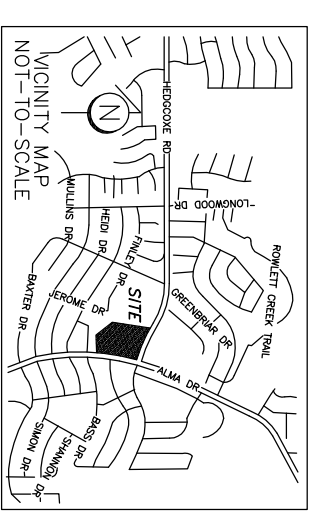 HEDGCOXE RD
LONGWOOD DR
ROWLETT CREEK TRAIL
GREENBRIAR DR
ALMA DR
FINLEY DR
HEIDI DR
MULLINS DR
JEROME DR
SITE
BAXTER DR
BASS DR
SHANNON DR
SIMON DR
N
VICINITY MAP
NOT-TO-SCALE